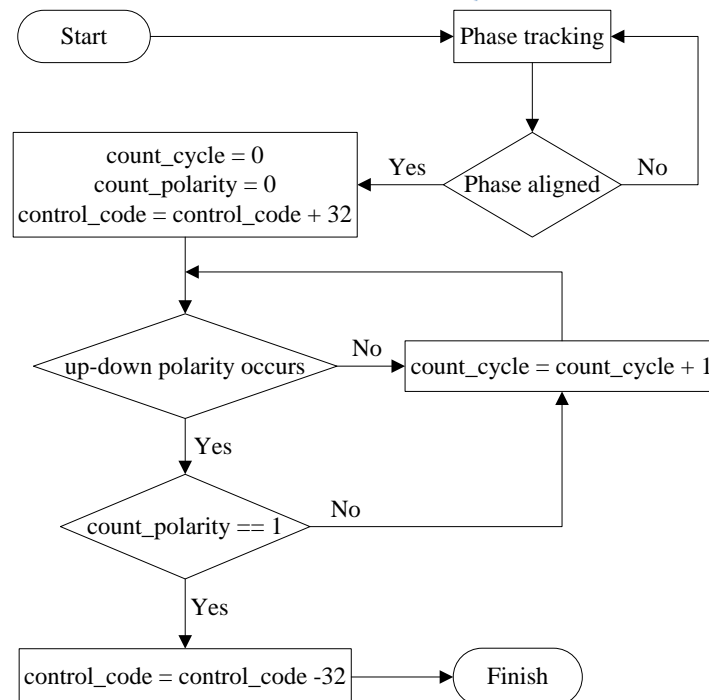 Start
Phase tracking
Phase aligned
Yes
No
count_cycle = 0
count_polarity = 0
control_code = control_code + 32
up-down polarity occurs
No
count_cycle = count_cycle + 1
Yes
count_polarity == 1
No
Yes
control_code = control_code -32
Finish